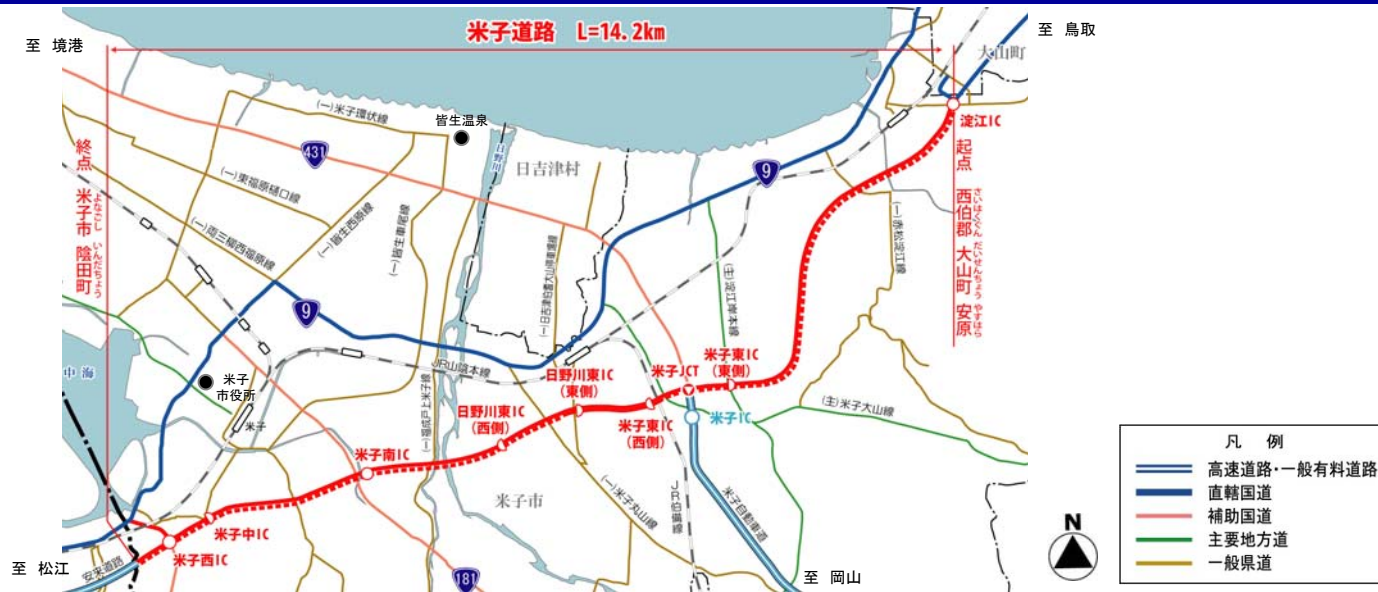 米子道路 L=14.2km
至 境港
至 鳥取
大山町
淀江IC
(一)米子環状線
皆生温泉
日野川
日吉津村
431
9
(一)東福原樋口線
(一)皆生西原線
(一)皆生車尾線
(一)両三柳西福原線
終点 米子市 陰田町
よなごし いんだちょう
起点 西伯郡 大山町 安原
さいはくぐん だいせんちょう やすはら
(一)赤松淀江線
(主)淀江岸本線
9
JR山陰本線
中海
米子
市役所
米子
米子東IC
(東側)
米子JCT
日野川東IC
(東側)
日野川東IC
(西側)
米子東IC
(西側)
米子IC
(主)米子大山線
(一)福成戸上米子線
米子南IC
米子市
(一)米子丸山線
JR伯備線
米子自動車道
米子中IC
米子西IC
安来道路
至 松江
181
至 岡山
N
凡 例
高速道路・一般有料道路
直轄国道
補助国道
主要地方道
一般県道